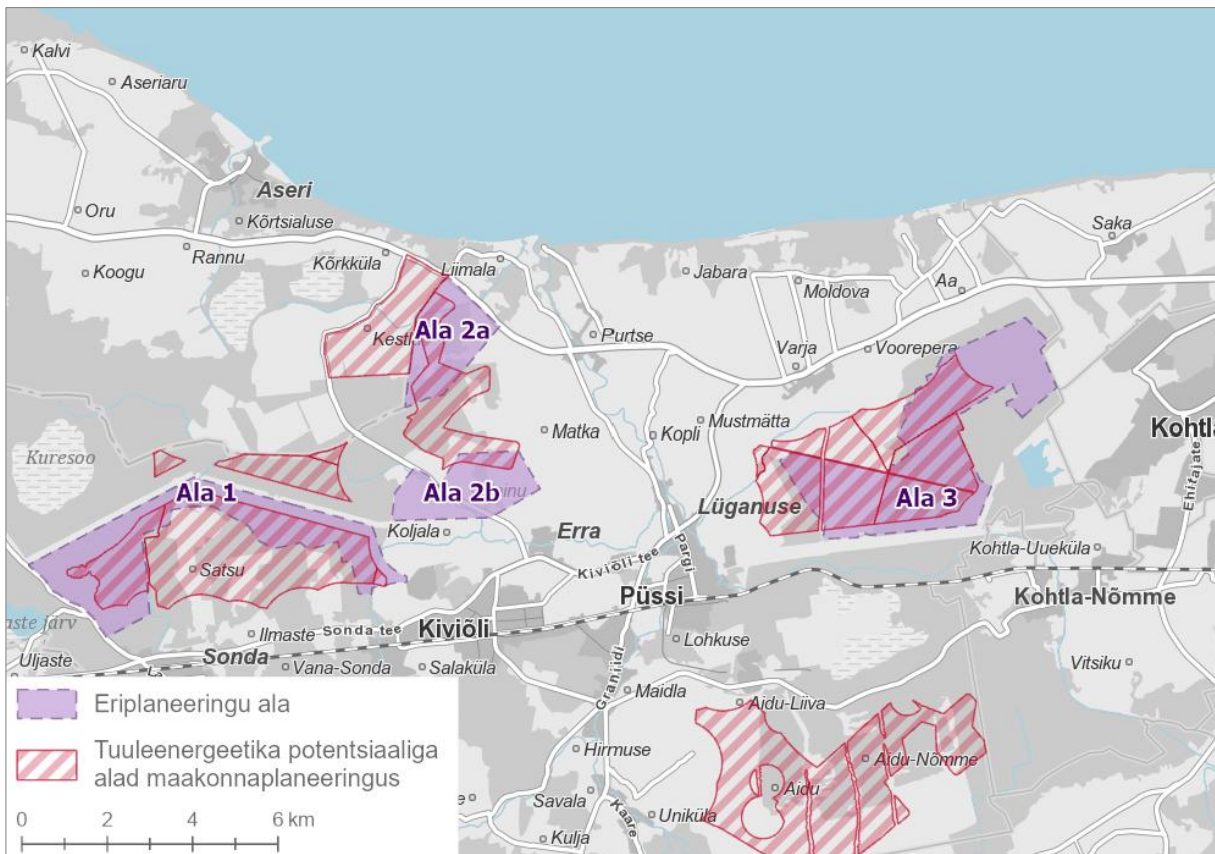 Kalvi
Aseriaru
Aseri
Oru
Kõrtsialuse
Saka
Rannu
Kõrkküla
Liimala
Koogu
Jabara
Aa
Moldova
Ala 2a
Purtse
Varja
Voorepera
Matka
Kopli
Mustmätta
Kohtla
Kuresoo
Ehitajate
Ala 1
Ala 2b
Lüganuse
Ala 3
Koljala
Erra
Pargi
Kohtla-Uueküla
Satsu
Kiviõli tee
Püssi
Kohtla-Nõmme
aste järv
Ilmaste
Sonda tee
Kiviõli
Lohkuse
Uljaste
Sonda
Vana-Sonda
Salaküla
Vitsiku
Graniidi
Maidla
Aidu-Liiva
Eriplaneeringu ala
Tuuleenergeetika potentsiaaliga
alad maakonnaplaneeringus
Hirmuse
Aidu-Nõmme
Savala
Aidu
Kaare
Uniküla
Kulja
0 2 4 6 km